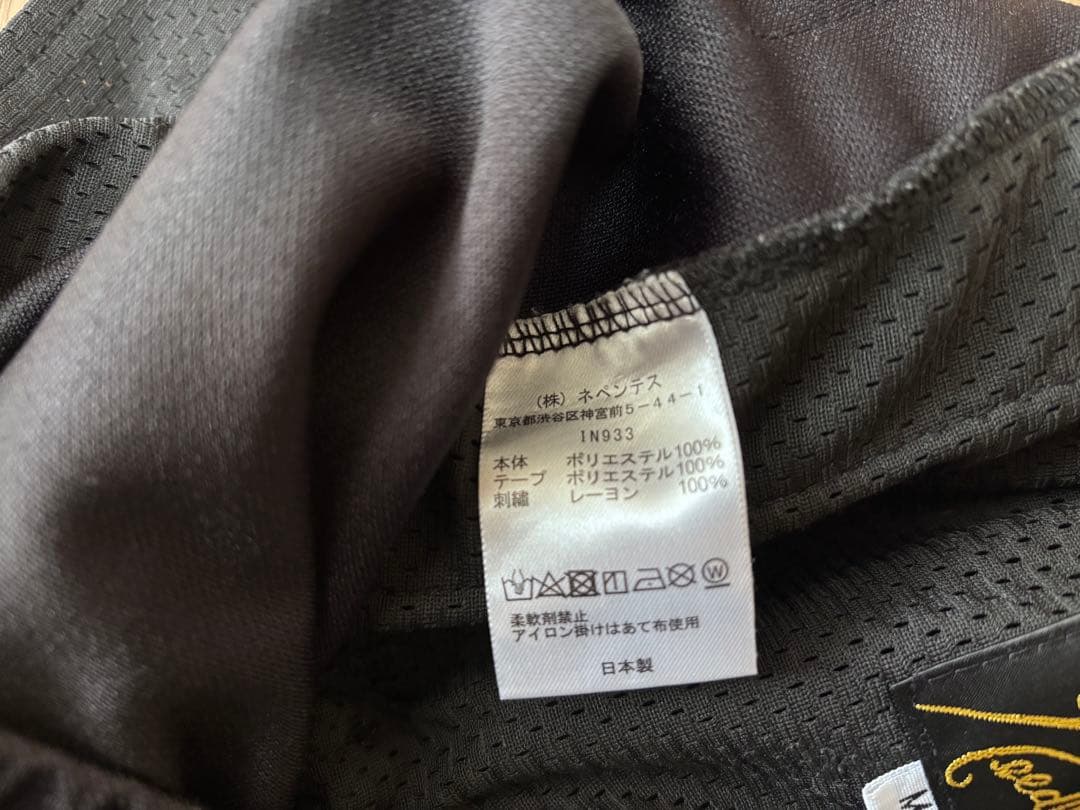 （株）ネペンテス
東京都渋谷区神宮前5-44-1
IN933
本体 ポリエステル100%
テープ ポリエステル100%
刺繡 レーヨン 100%
W
柔軟剤禁止
アイロン掛けはあて布使用
日本製
M